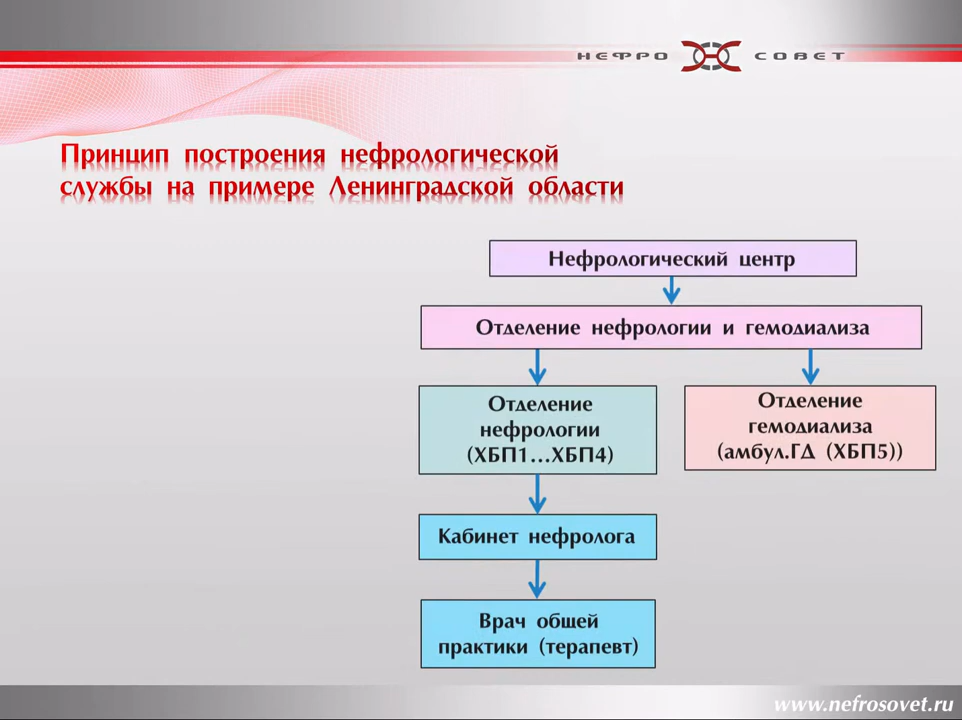 НЕФРО СОВЕТ
Принцип построения нефрологической
службы на примере Ленинградской области
Нефрологический центр
Отделение нефрологии и гемодиализа
Отделение
нефрологии
(ХБП1...ХБП4)
Отделение
гемодиализа
(амбул.ГД (ХБП5))
Кабинет нефролога
Врач общей
практики (терапевт)
www.nefrosovet.ru